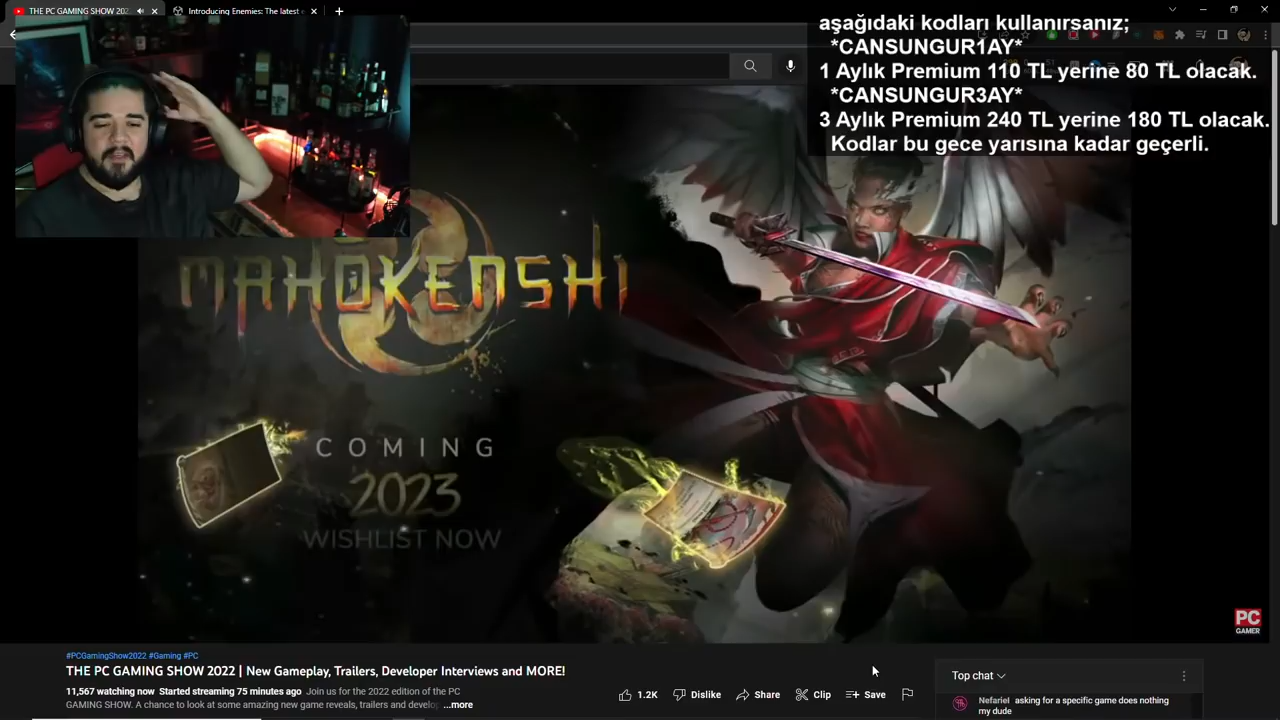 THE PC GAMING SHOW 202
Introducing Enemies: The latest
aşağıdaki kodları kullanırsanız;
*CANSUNGUR1AY*
1 Aylık Premium 110 TL yerine 80 TL olacak.
*CANSUNGUR3AY*
3 Aylık Premium 240 TL yerine 180 TL olacak.
Kodlar bu gece yarısına kadar geçerli.
MAHOKENSHI
COMING
2023
WISHLIST NOW
PC
GAMER
#PCGamingShow2022 #Gaming #PC
THE PC GAMING SHOW 2022 | New Gameplay, Trailers, Developer Interviews and MORE!
11,567 watching now Started streaming 75 minutes ago Join us for the 2022 edition of the PC
GAMING SHOW. A chance to look at some amazing new game reveals, trailers and develo ...more
1.2K
Dislike
Share
Clip
Save
Top chat
Nefariel asking for a specific game does nothing
my dude